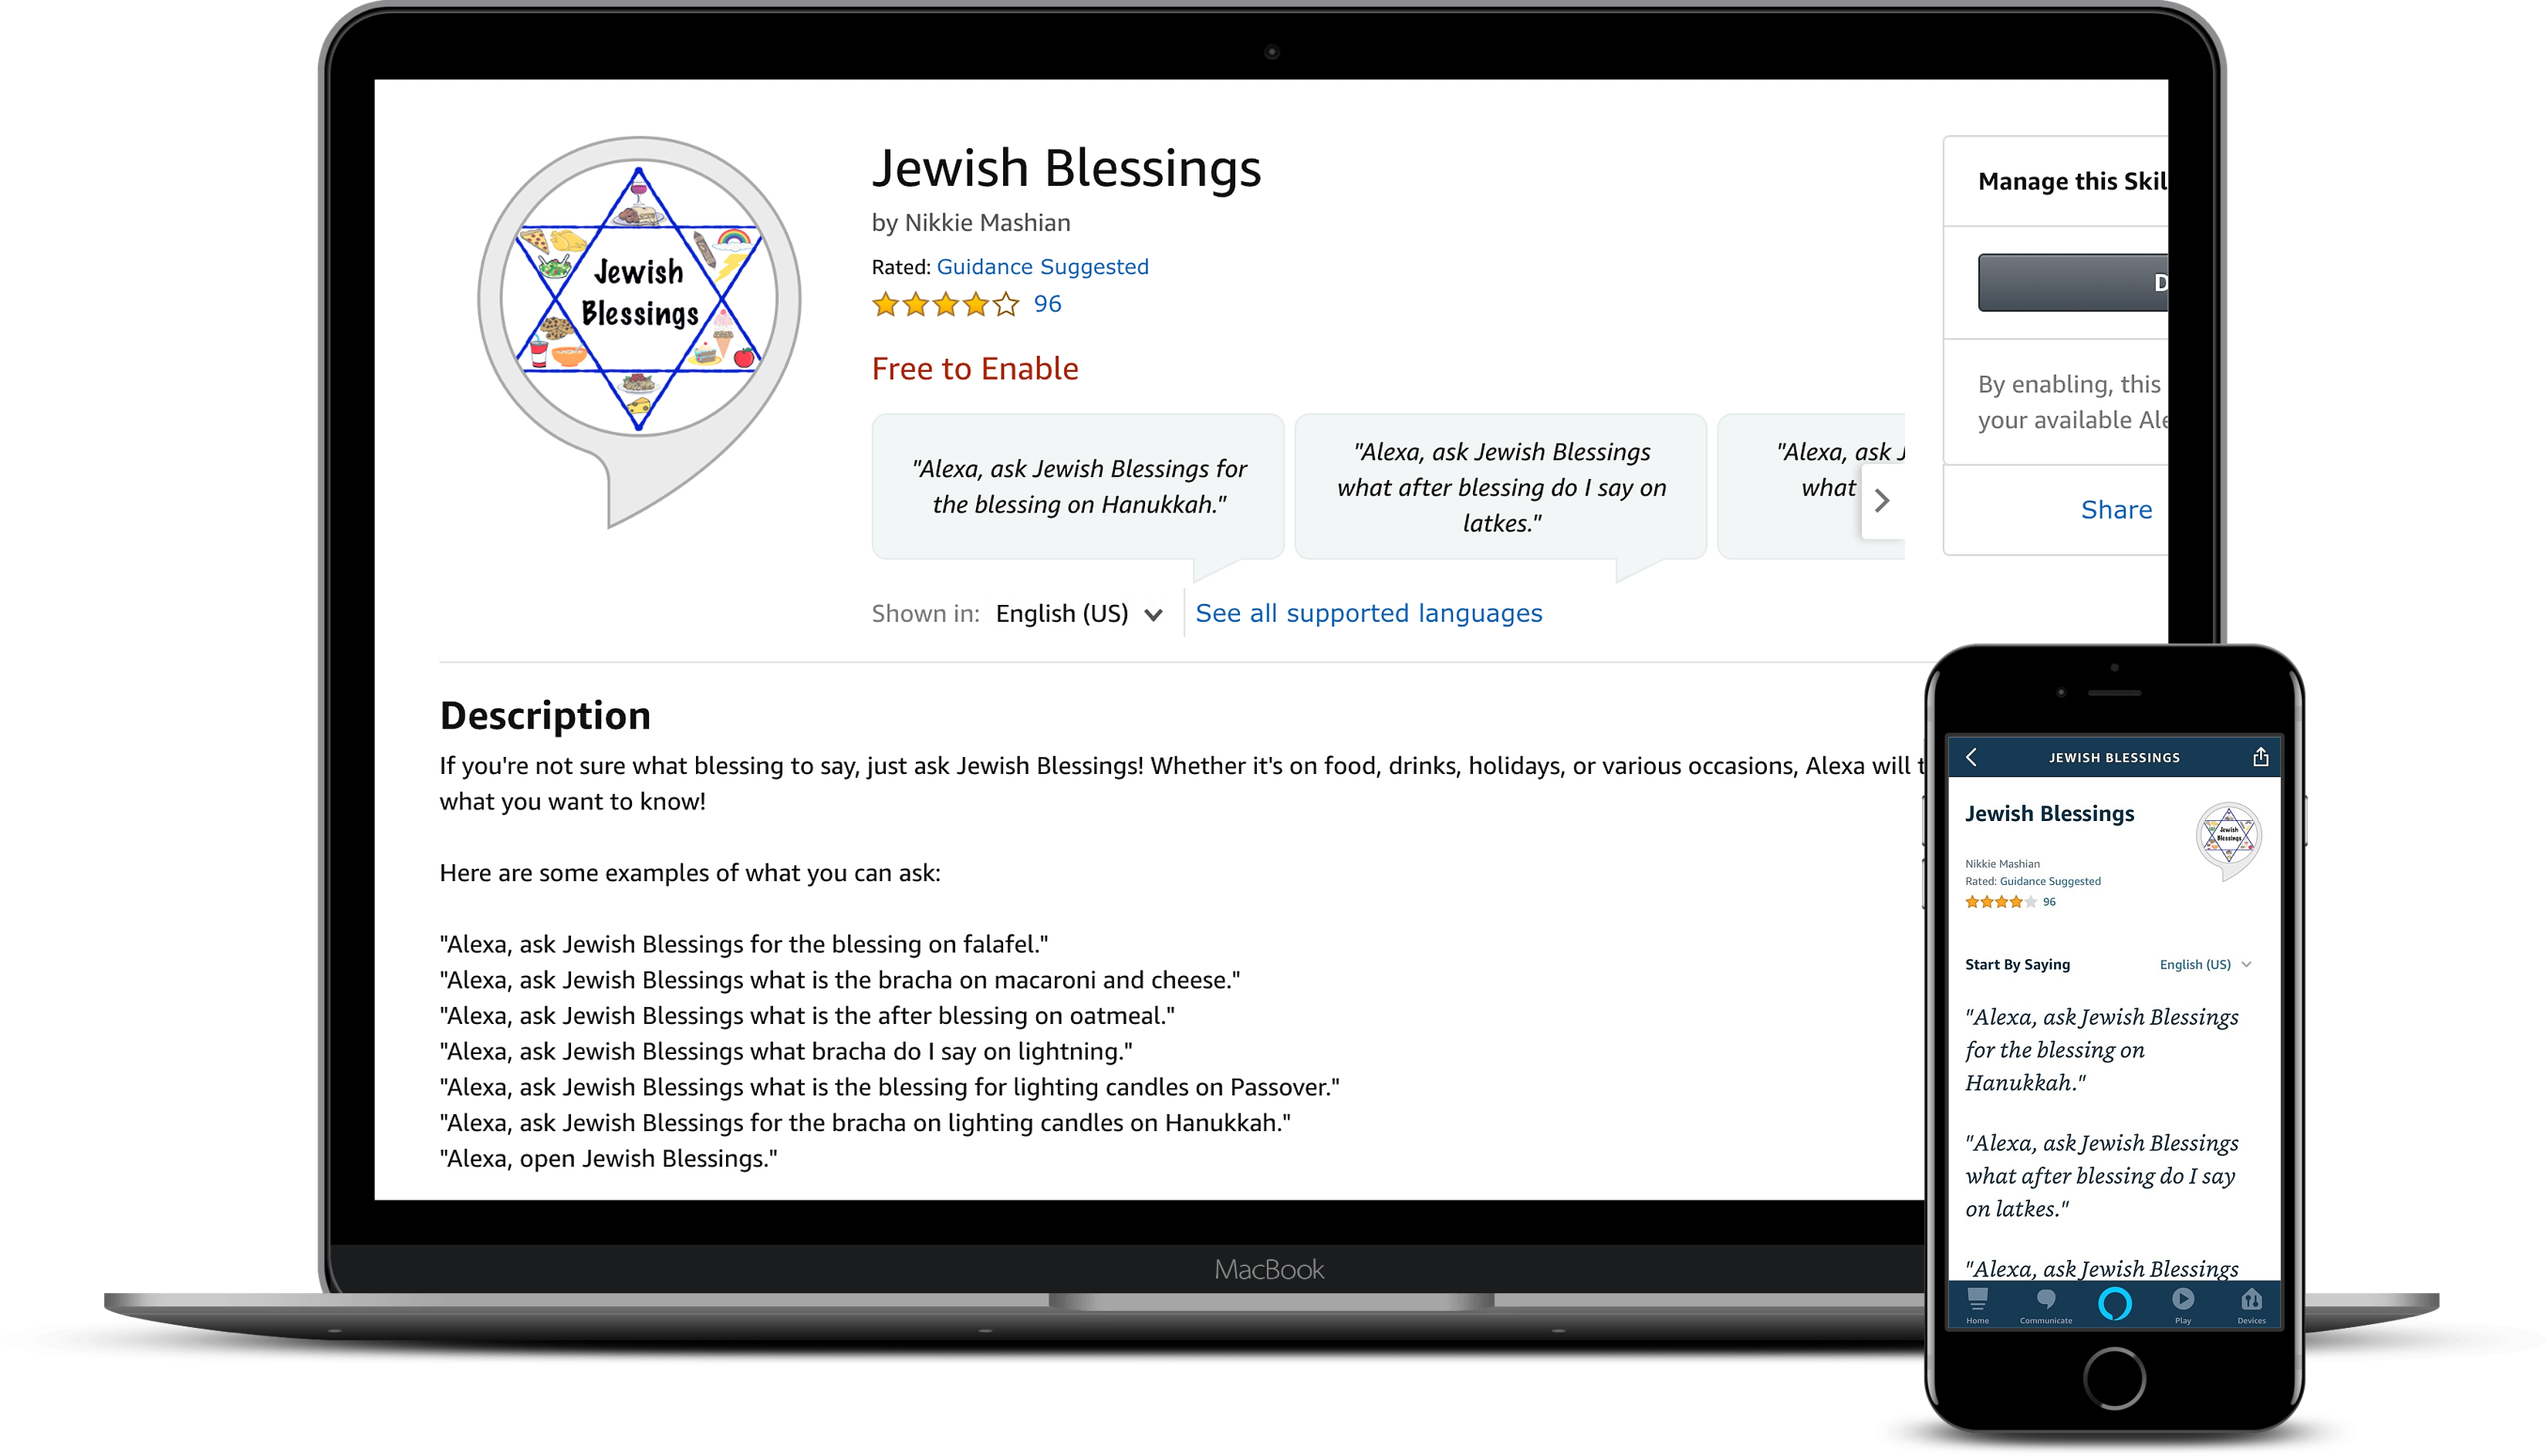 Jewish
Blessings
Jewish Blessings
by Nikkie Mashian
Rated: Guidance Suggested
96
Free to Enable
"Alexa, ask Jewish Blessings for
the blessing on Hanukkah."
"Alexa, ask Jewish Blessings
what after blessing do I say on
latkes."
"Alexa, ask J
what
Shown in: English (US)
See all supported languages
Manage this Skil
D
By enabling, this
your available Ale
Share
Description
If you're not sure what blessing to say, just ask Jewish Blessings! Whether it's on food, drinks, holidays, or various occasions, Alexa will t
what you want to know!
Here are some examples of what you can ask:
"Alexa, ask Jewish Blessings for the blessing on falafel."
"Alexa, ask Jewish Blessings what is the bracha on macaroni and cheese."
"Alexa, ask Jewish Blessings what is the after blessing on oatmeal."
"Alexa, ask Jewish Blessings what bracha do I say on lightning."
"Alexa, ask Jewish Blessings what is the blessing for lighting candles on Passover."
"Alexa, ask Jewish Blessings for the bracha on lighting candles on Hanukkah."
"Alexa, open Jewish Blessings."
MacBook
JEWISH BLESSINGS
Jewish Blessings
Jewish
Blessings
Nikkie Mashian
Rated: Guidance Suggested
96
Start By Saying
English (US)
"Alexa, ask Jewish Blessings
for the blessing on
Hanukkah."
"Alexa, ask Jewish Blessings
what after blessing do I say
on latkes."
"Alexa, ask Jewish Blessings
Home
Communicate
Play
Devices